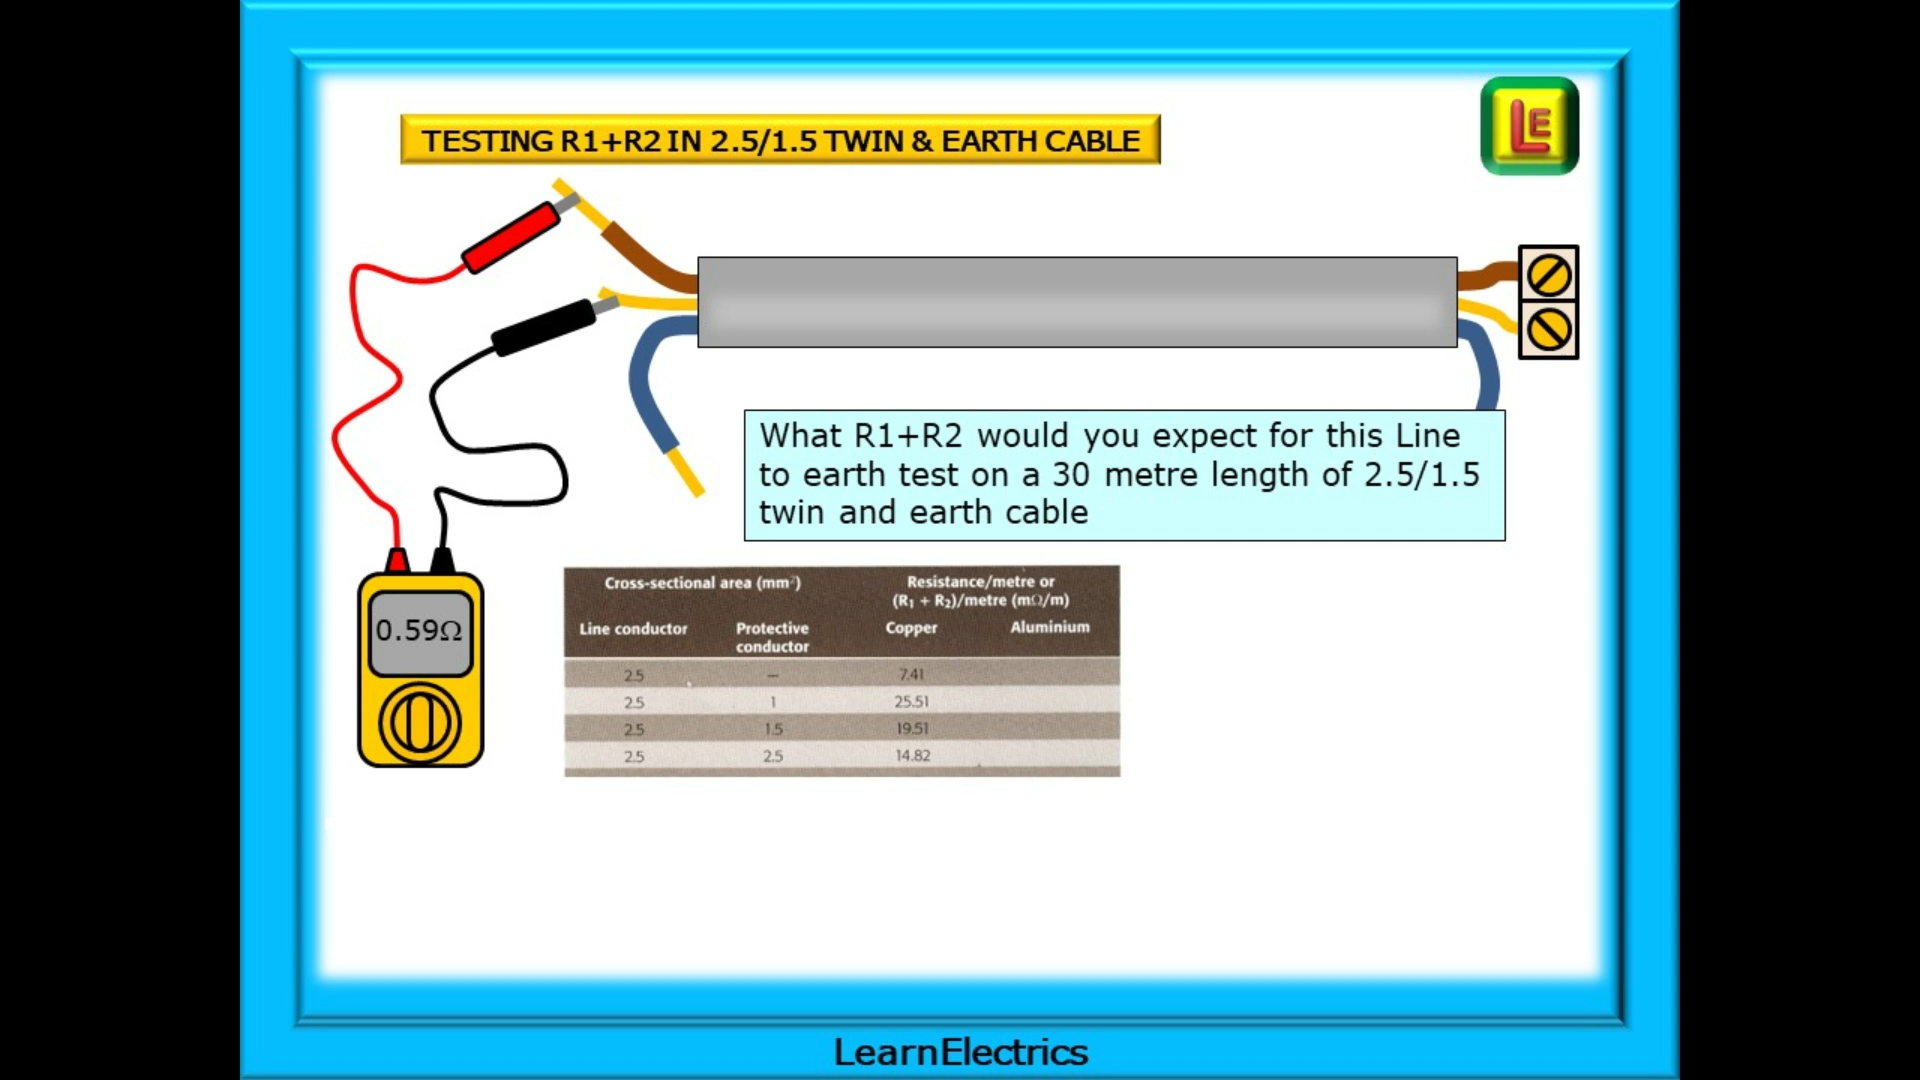 LE
TESTING R1+R2 IN 2.5/1.5 TWIN & EARTH CABLE
What R1+R2 would you expect for this Line
to earth test on a 30 metre length of 2.5/1.5
twin and earth cable
0.59Ω
Cross-sectional area (mm²) Resistance/metre or
(R₁ + R₂)/metre (mΩ/m)
Line conductor Protective conductor Copper Aluminium
2.5 — 7.41
2.5 1 25.51
2.5 1.5 19.51
2.5 2.5 14.82
LearnElectrics